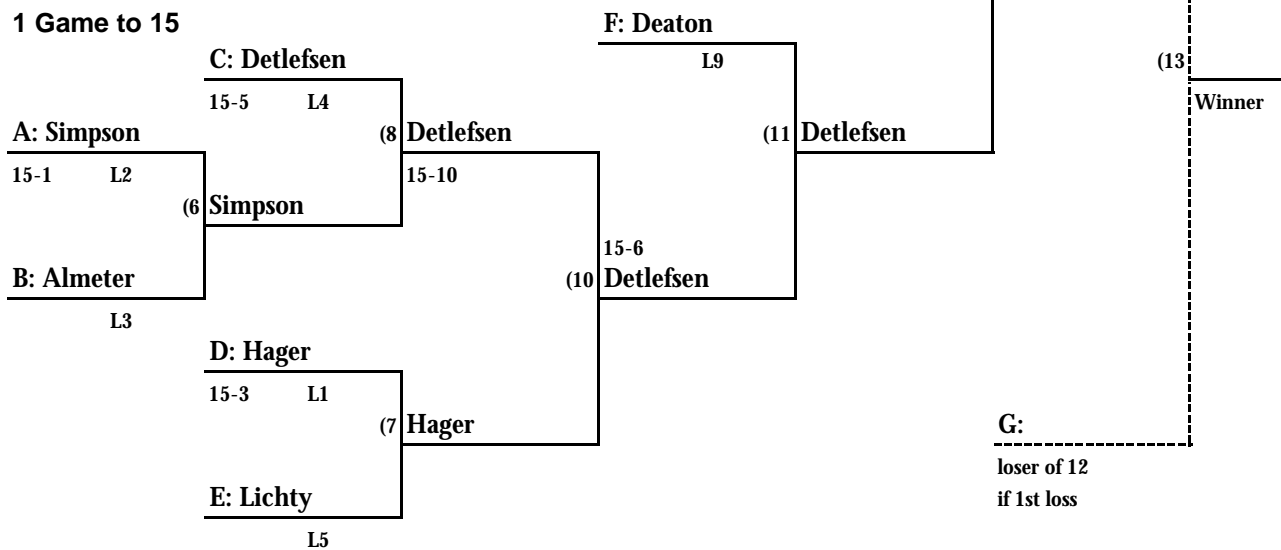 1 Game to 15
F: Deaton
C: Detlefsen
L9
(13
15-5 L4
Winner
A: Simpson
(8 Detlefsen
(11 Detlefsen
15-1 L2
15-10
(6 Simpson
15-6
B: Almeter
(10 Detlefsen
L3
D: Hager
15-3 L1
(7 Hager
G:
loser of 12
E: Lichty
if 1st loss
L5